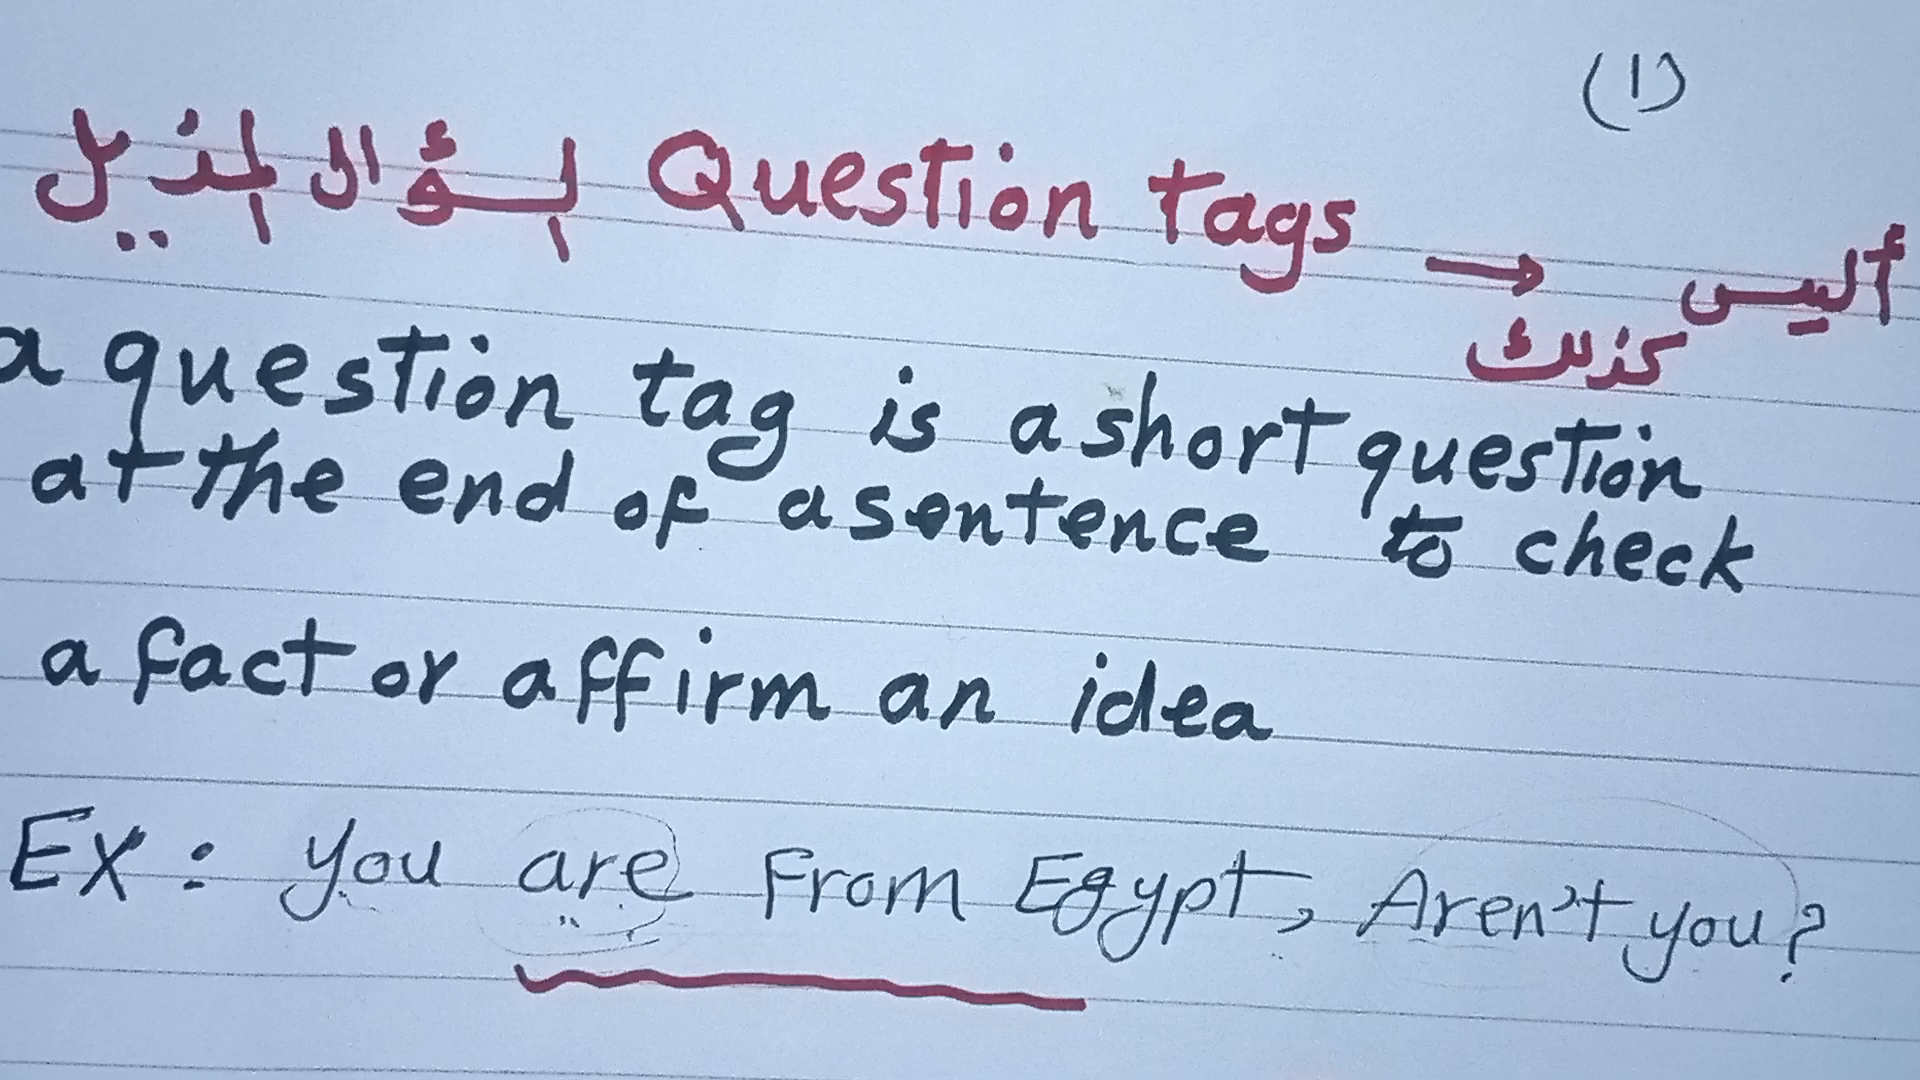 (1)
السؤال المذيل Question tags → أليس
كذلك
a question tag is a short question
at the end of a sentence to check
a fact or affirm an idea
EX: you are From Egypt, Aren't you?